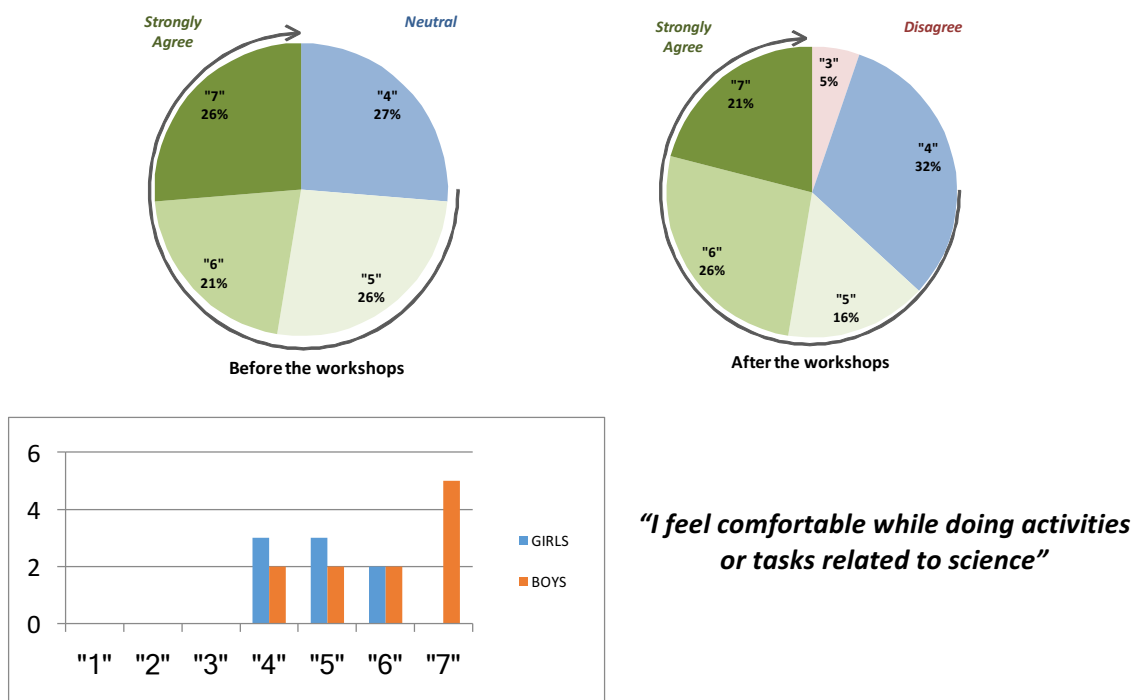 Strongly
Agree
Neutral
"7"
26%
"4"
27%
"6"
21%
"5"
26%
Before the workshops
Strongly
Agree
Disagree
"3"
5%
"7"
21%
"4"
32%
"6"
26%
"5"
16%
After the workshops
6
4
2
0
"1" "2" "3" "4" "5" "6" "7"
GIRLS
BOYS
“I feel comfortable while doing activities
or tasks related to science”